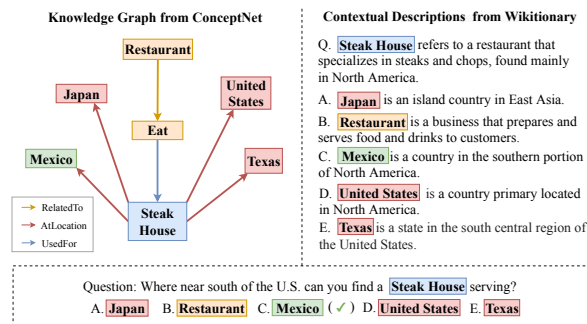 Knowledge Graph from ConceptNet
Restaurant
Japan
United
States
Eat
Mexico
Texas
Steak
House
RelatedTo
AtLocation
UsedFor
Contextual Descriptions from Wikitionary
Q. Steak House refers to a restaurant that
specializes in steaks and chops, found mainly
in North America.
A. Japan is an island country in East Asia.
B. Restaurant is a business that prepares and
serves food and drinks to customers.
C. Mexico is a country in the southern portion
of North America.
D. United States is a country primary located
in North America.
E. Texas is a state in the south central region of
the United States.
Question: Where near south of the U.S. can you find a Steak House serving?
A. Japan B. Restaurant C. Mexico (✓) D. United States E. Texas